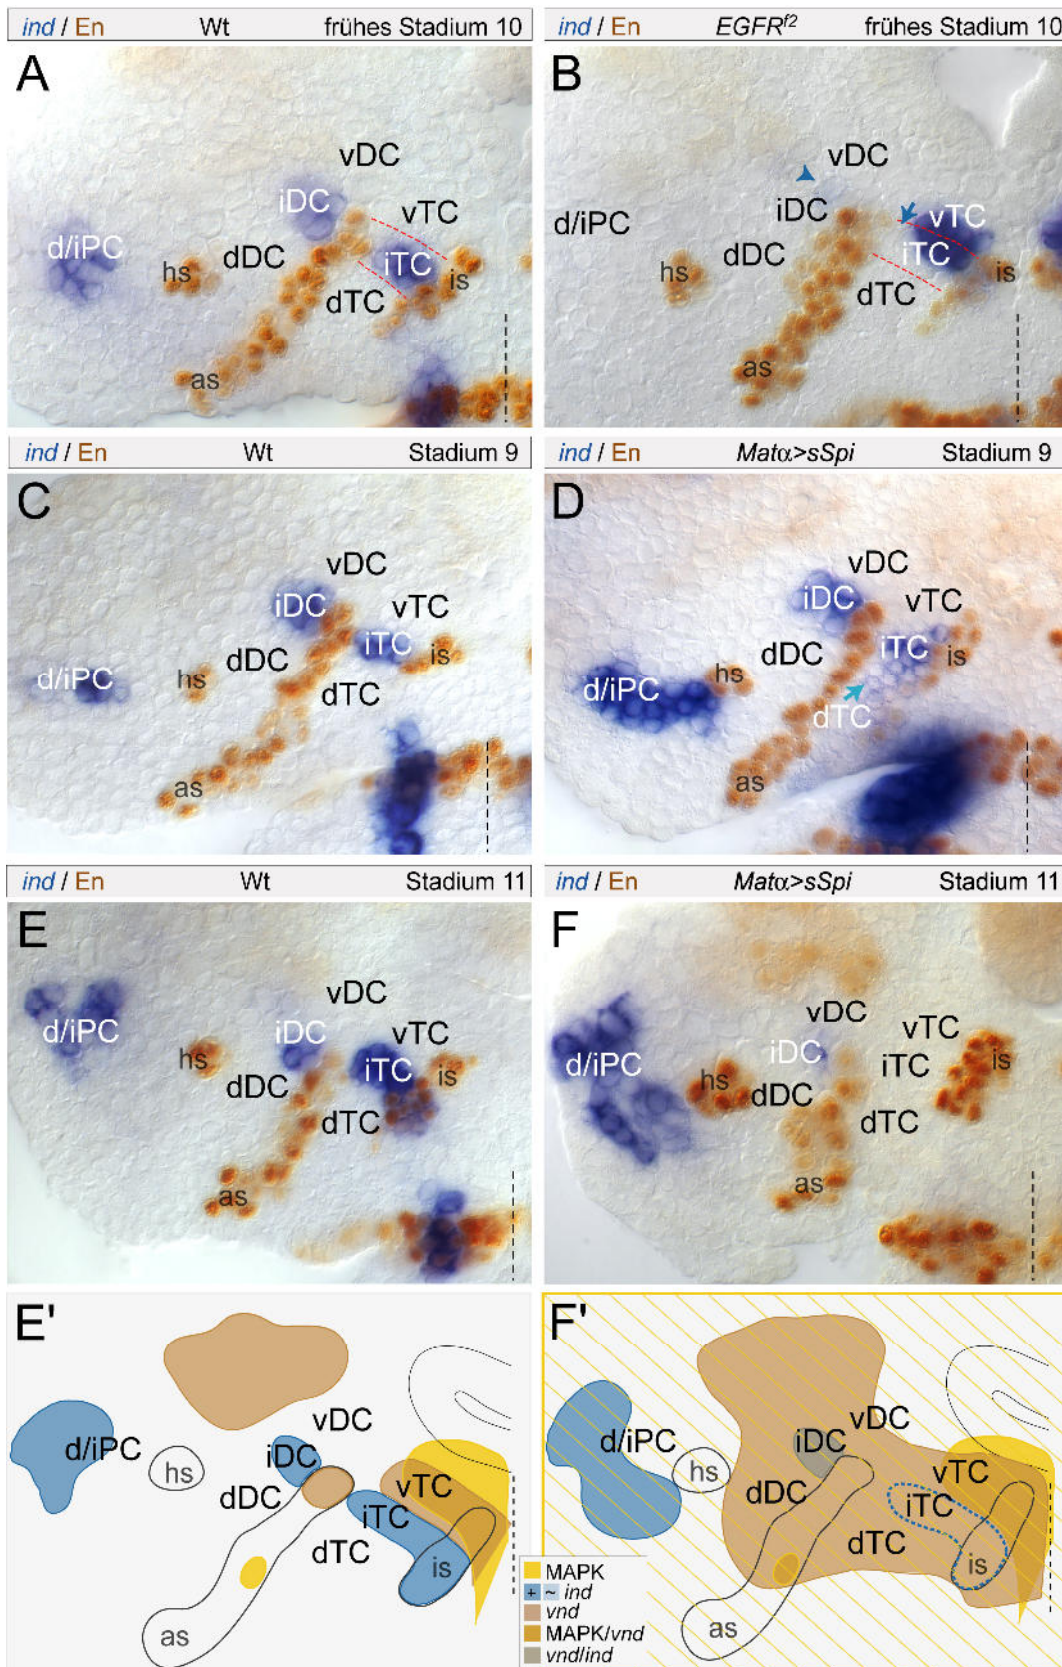 ind / En Wt frühes Stadium 10
ind / En EGFRf2 frühes Stadium 10
A
vDC
iDC
vTC
d/iPC
hs
dDC
iTC
is
dTC
as
B
vDC
iDC
vTC
d/iPC
hs
dDC
iTC
is
dTC
as
ind / En Wt Stadium 9
ind / En Matα>sSpi Stadium 9
C
vDC
iDC
vTC
iTC
is
d/iPC
hs
dDC
dTC
as
D
vDC
iDC
vTC
iTC
is
d/iPC
hs
dDC
dTC
as
ind / En Wt Stadium 11
ind / En Matα>sSpi Stadium 11
E
vDC
d/iPC
iDC
vTC
hs
iTC
is
dDC
dTC
as
F
vDC
vTC
d/iPC
iDC
iTC
is
hs
dDC
dTC
as
E'
vDC
d/iPC
iDC
hs
vTC
dDC
iTC
dTC
is
as
F'
vDC
d/iPC
iDC
hs
vTC
dDC
iTC
dTC
is
as
MAPK
+ ~ ind
vnd
MAPK/vnd
vnd/ind